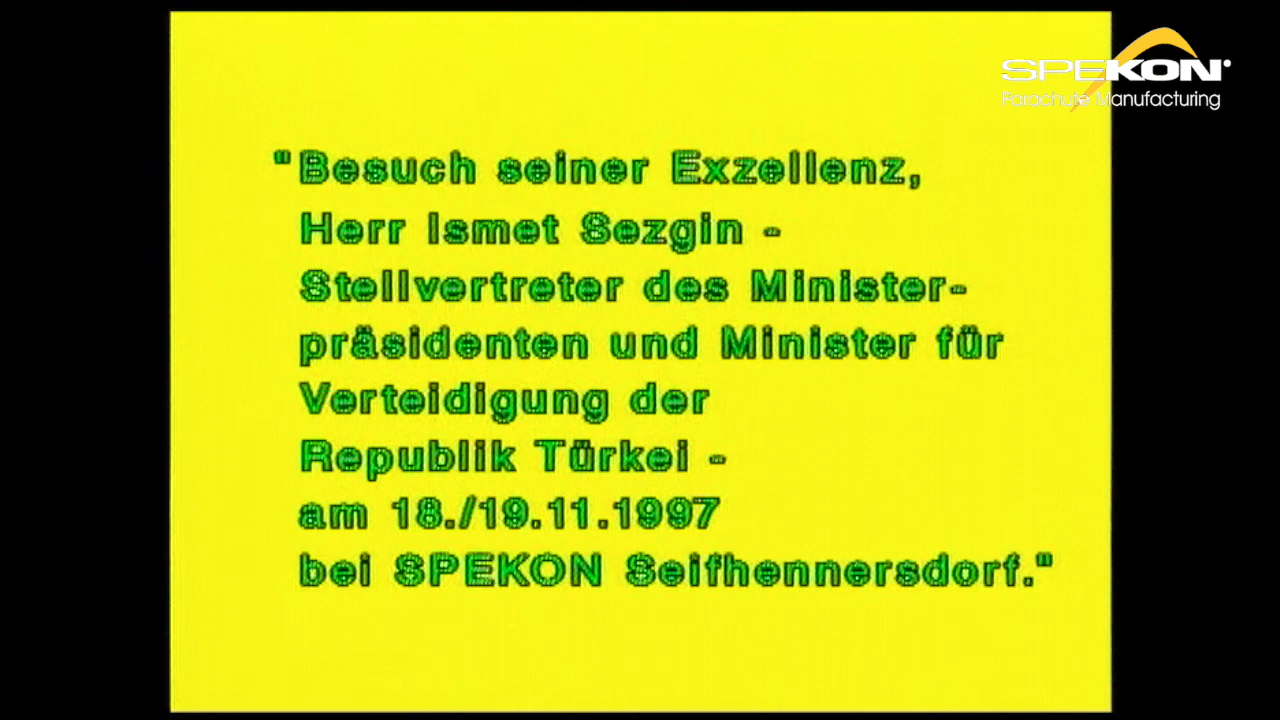 SPEKON
Parachute Manufacturing
"Besuch seiner Exzellenz,
Herr Ismet Sezgin -
Stellvertreter des Minister-
präsidenten und Minister für
Verteidigung der
Republik Türkei -
am 18./19.11.1997
bei SPEKON Seifhennersdorf."